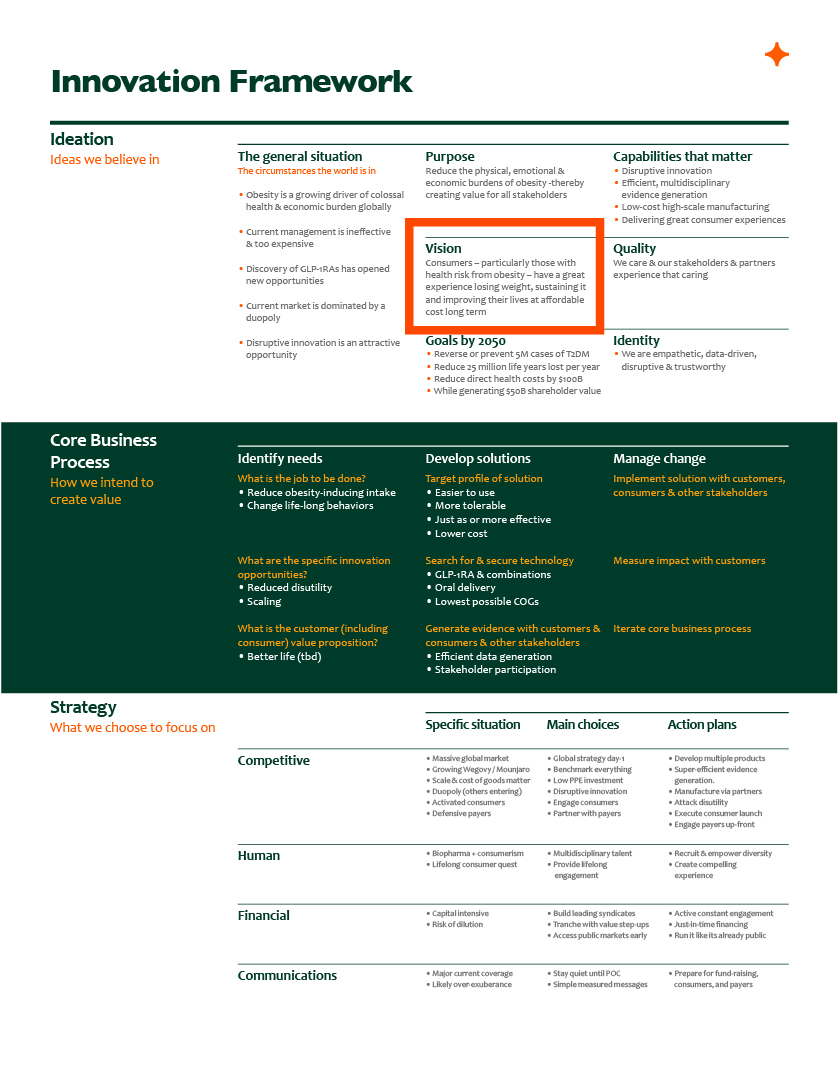 Innovation Framework
Ideation
Ideas we believe in
The general situation
The circumstances the world is in
• Obesity is a growing driver of colossal
health & economic burden globally
• Current management is ineffective
& too expensive
• Discovery of GLP-1RAs has opened
new opportunities
• Current market is dominated by a
duopoly
• Disruptive innovation is an attractive
opportunity
Purpose
Reduce the physical, emotional &
economic burdens of obesity -thereby
creating value for all stakeholders
Vision
Consumers – particularly those with
health risk from obesity – have a great
experience losing weight, sustaining it
and improving their lives at affordable
cost long term
Goals by 2050
• Reverse or prevent 5M cases of T2DM
• Reduce 25 million life years lost per year
• Reduce direct health costs by $100B
• While generating $50B shareholder value
Capabilities that matter
• Disruptive innovation
• Efficient, multidisciplinary
evidence generation
• Low-cost high-scale manufacturing
• Delivering great consumer experiences
Quality
We care & our stakeholders & partners
experience that caring
Identity
• We are empathetic, data-driven,
disruptive & trustworthy
Core Business
Process
How we intend to
create value
Identify needs
What is the job to be done?
• Reduce obesity-inducing intake
• Change life-long behaviors
What are the specific innovation
opportunities?
• Reduced disutility
• Scaling
What is the customer (including
consumer) value proposition?
• Better life (tbd)
Develop solutions
Target profile of solution
• Easier to use
• More tolerable
• Just as or more effective
• Lower cost
Search for & secure technology
• GLP-1RA & combinations
• Oral delivery
• Lowest possible COGs
Generate evidence with customers &
consumers & other stakeholders
• Efficient data generation
• Stakeholder participation
Manage change
Implement solution with customers,
consumers & other stakeholders
Measure impact with customers
Iterate core business process
Strategy
What we choose to focus on
Specific situation
Main choices
Action plans
Competitive
• Massive global market
• Growing Wegovy / Mounjaro
• Scale & cost of goods matter
• Duopoly (others entering)
• Activated consumers
• Defensive payers
• Global strategy day-1
• Benchmark everything
• Low PPE investment
• Disruptive innovation
• Engage consumers
• Partner with payers
• Develop multiple products
• Super-efficient evidence
generation.
• Manufacture via partners
• Attack disutility
• Execute consumer launch
• Engage payers up-front
Human
• Biopharma + consumerism
• Lifelong consumer quest
• Multidisciplinary talent
• Provide lifelong
engagement
• Recruit & empower diversity
• Create compelling
experience
Financial
• Capital intensive
• Risk of dilution
• Build leading syndicates
• Tranche with value step-ups
• Access public markets early
• Active constant engagement
• Just-in-time financing
• Run it like its already public
Communications
• Major current coverage
• Likely over-exuberance
• Stay quiet until POC
• Simple measured messages
• Prepare for fund-raising,
consumers, and payers